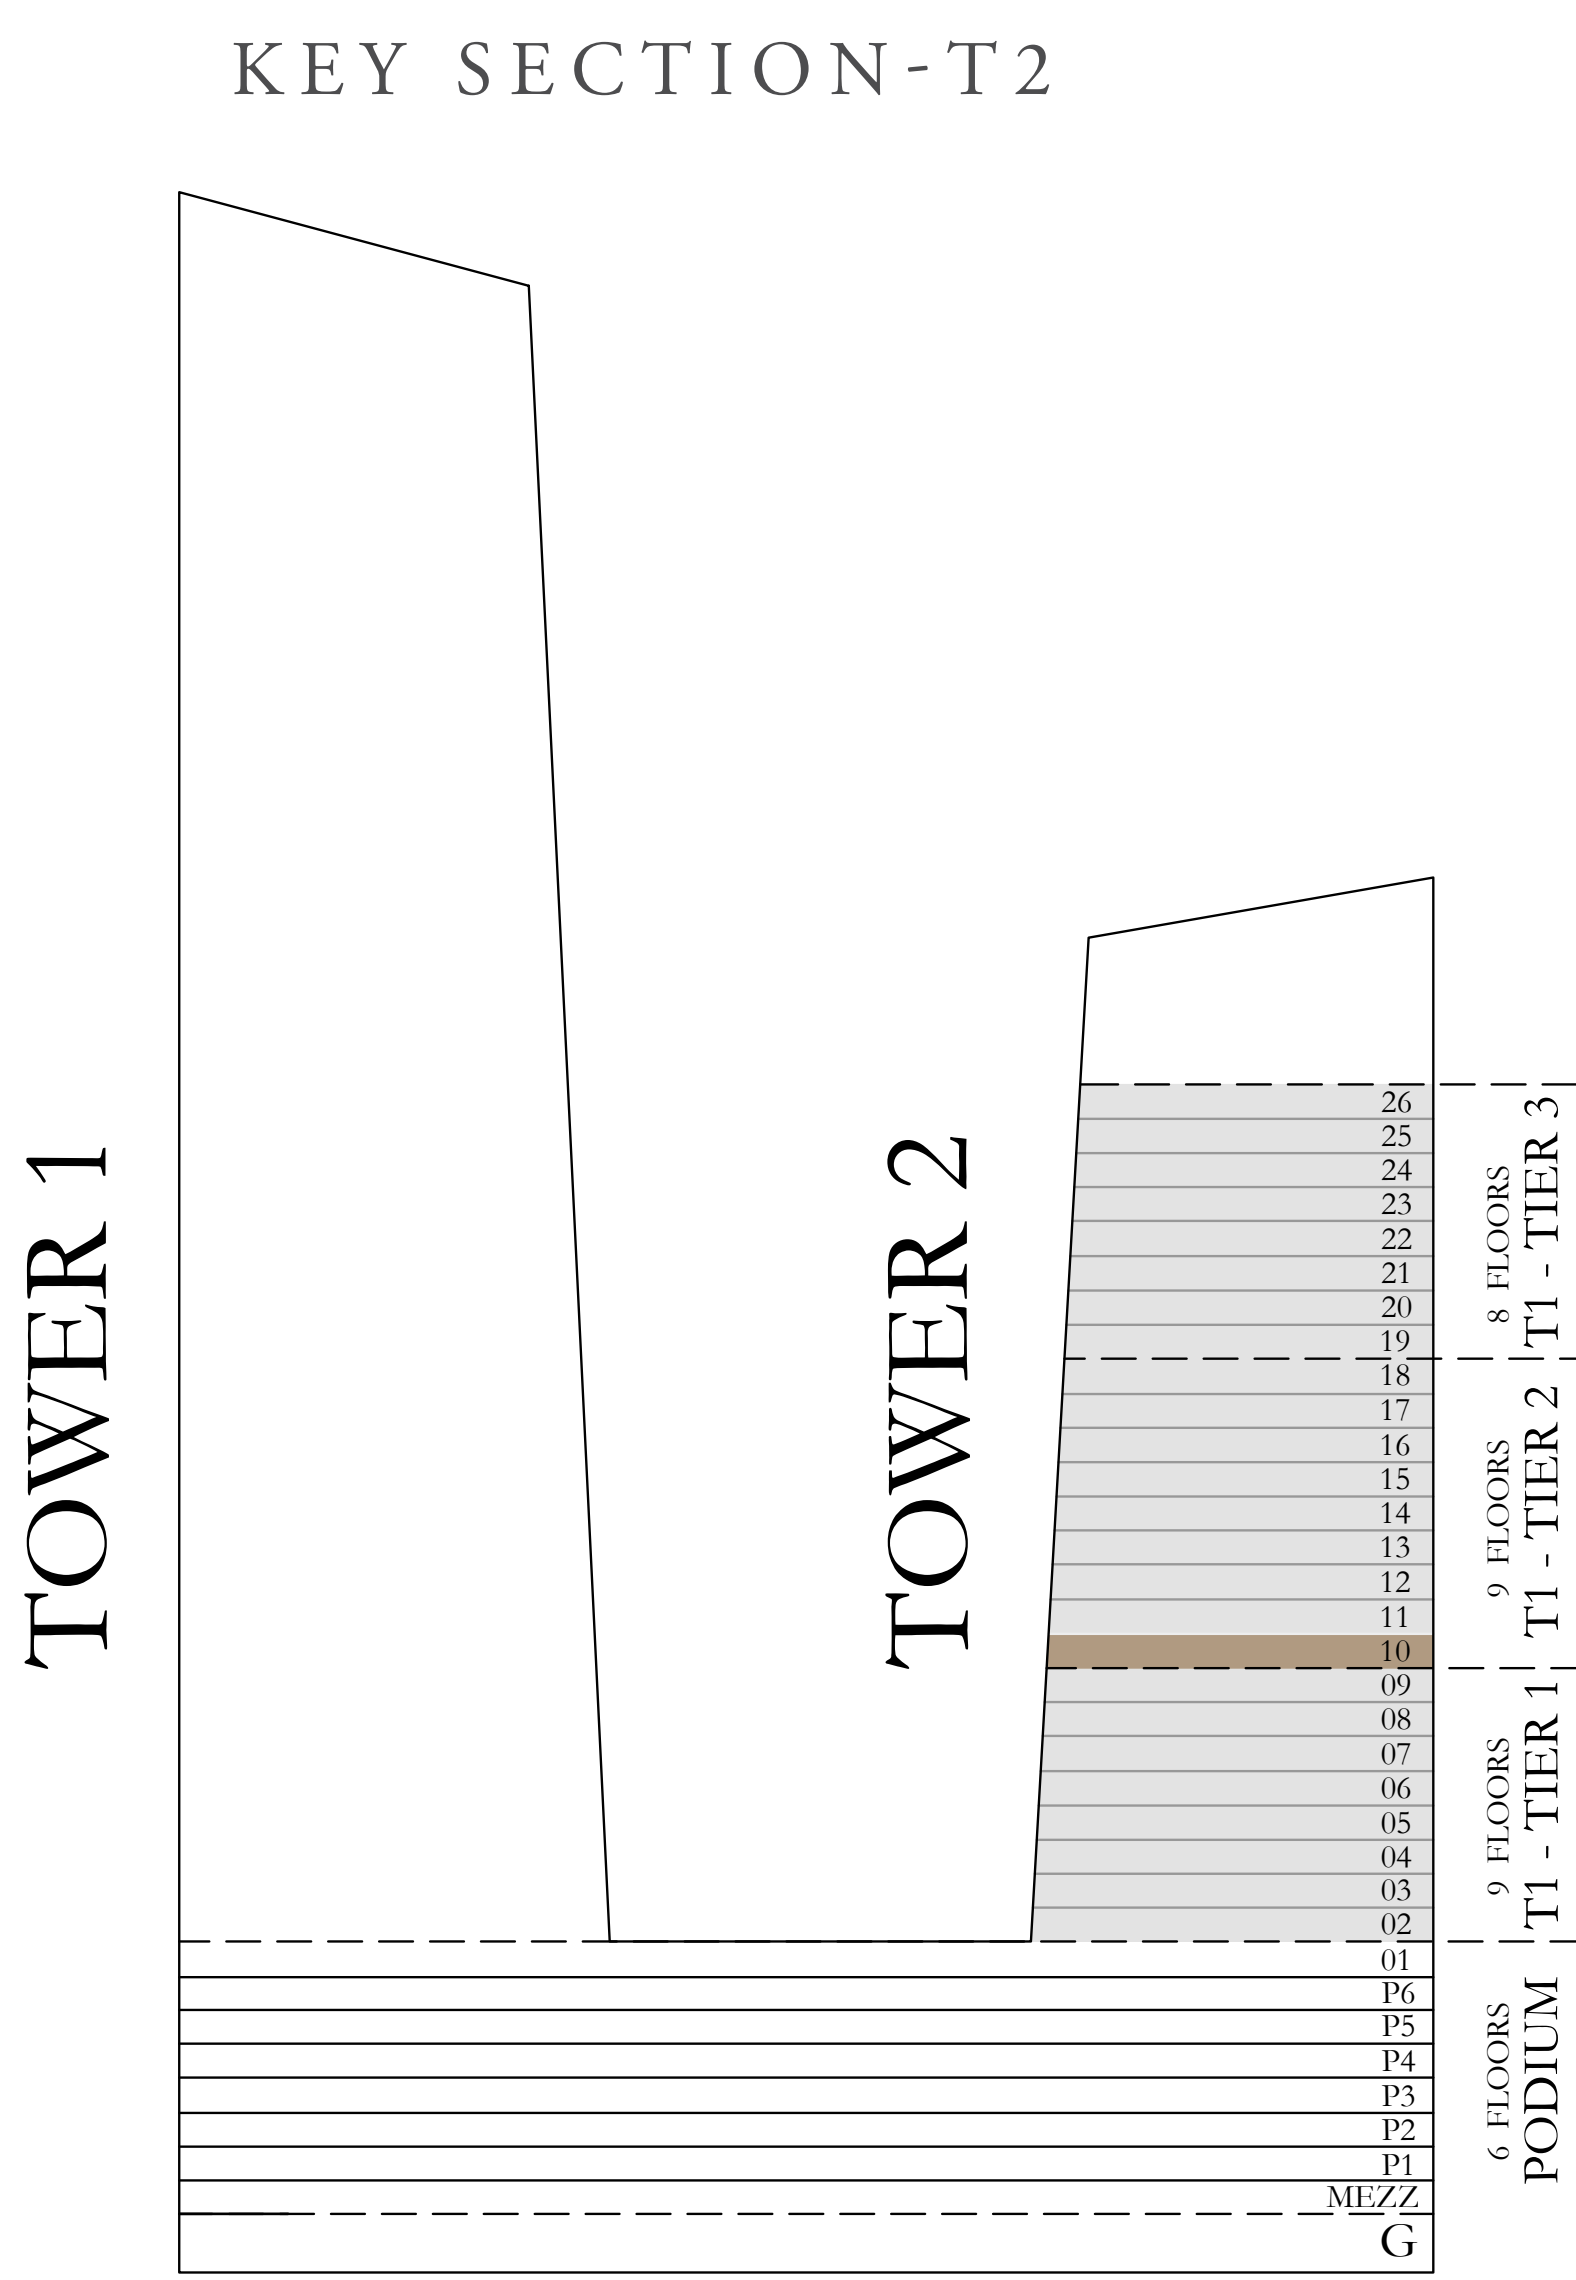 KEY SECTION-T2
TOWER 1
TOWER 2
26
25
24
23
22
21
20
19
8 FLOORS
T1 - TIER 3
18
17
16
15
14
13
12
11
10
9 FLOORS
T1 - TIER 2
09
08
07
06
05
04
03
02
9 FLOORS
T1 - TIER 1
01
P6
P5
P4
P3
P2
P1
MEZZ
G
6 FLOORS
PODIUM